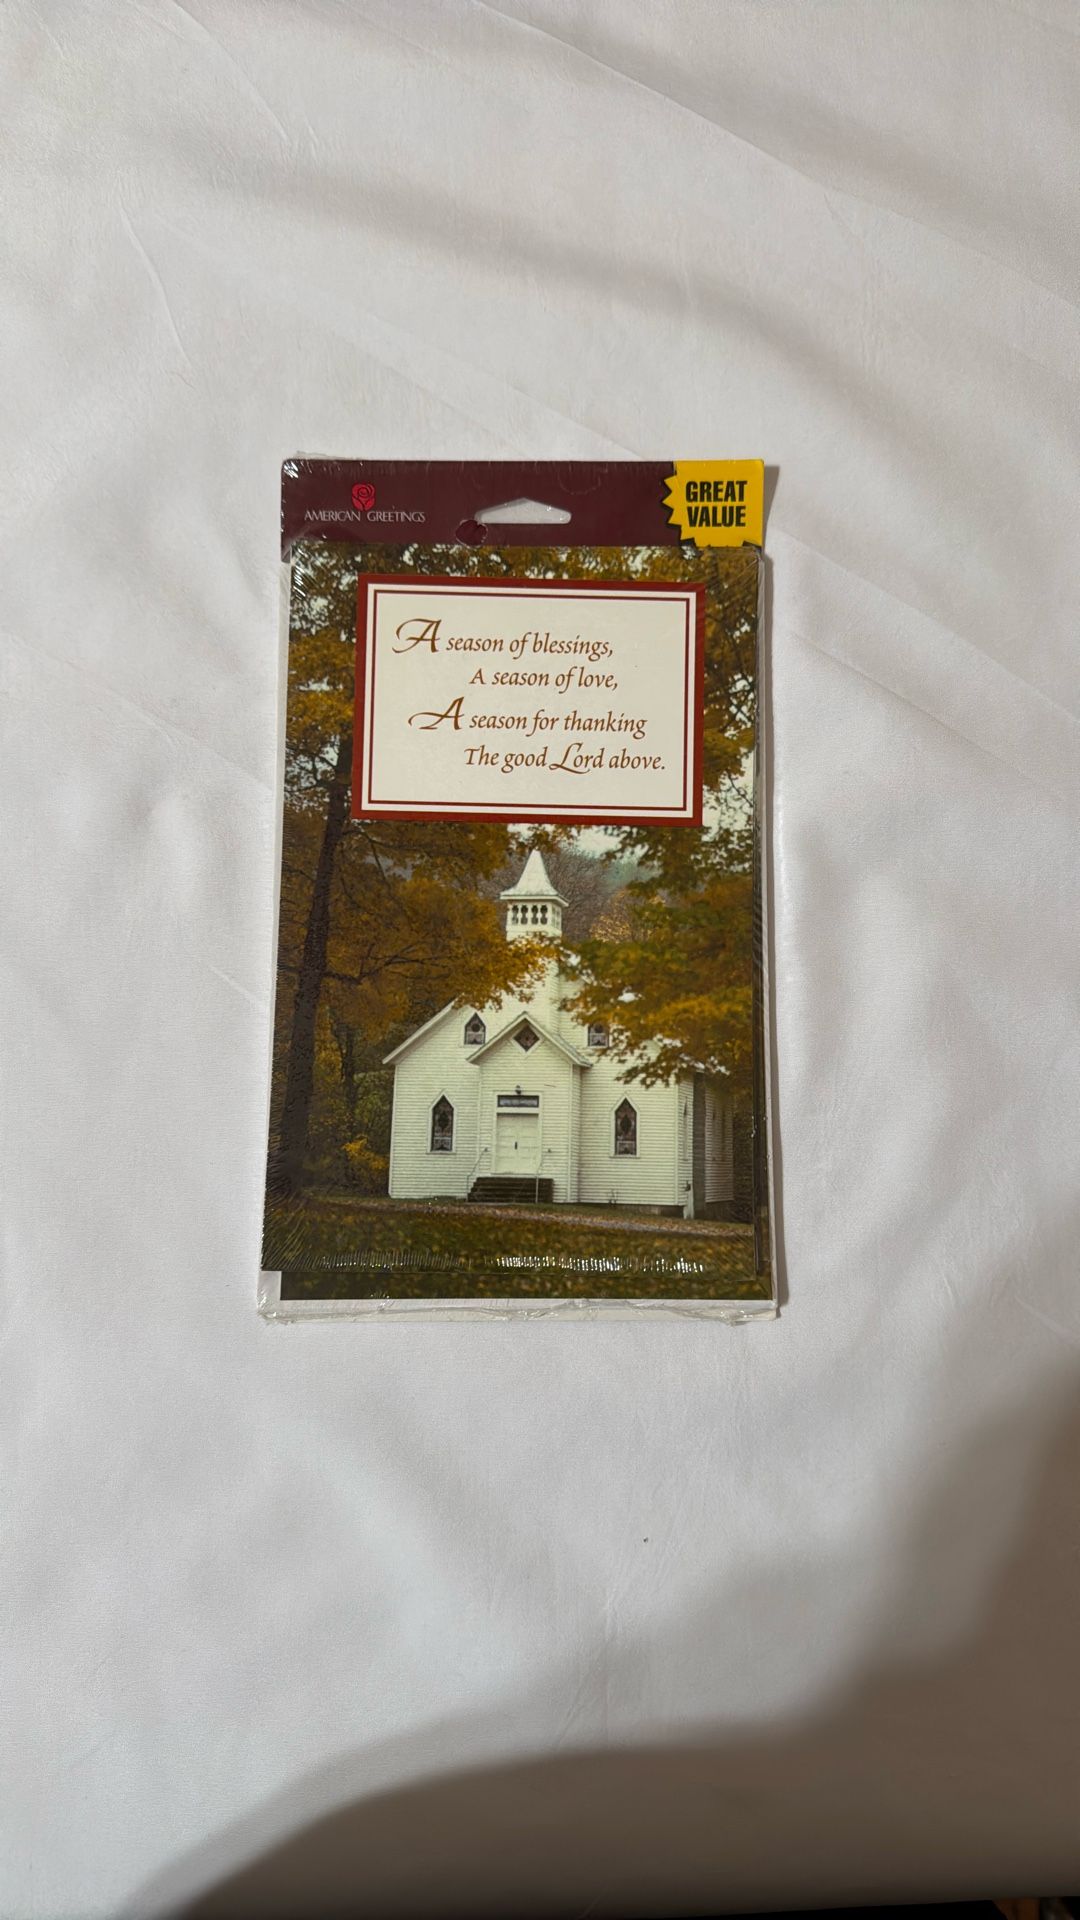 AMERICAN GREETINGS
GREAT
VALUE
A season of blessings,
A season of love,
A season for thanking
The good Lord above.